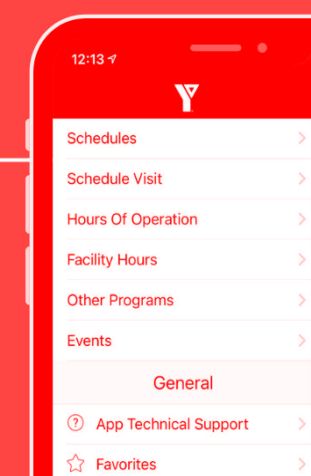 12:13
Schedules
Schedule Visit
Hours Of Operation
Facility Hours
Other Programs
Events
General
? App Technical Support
Favorites